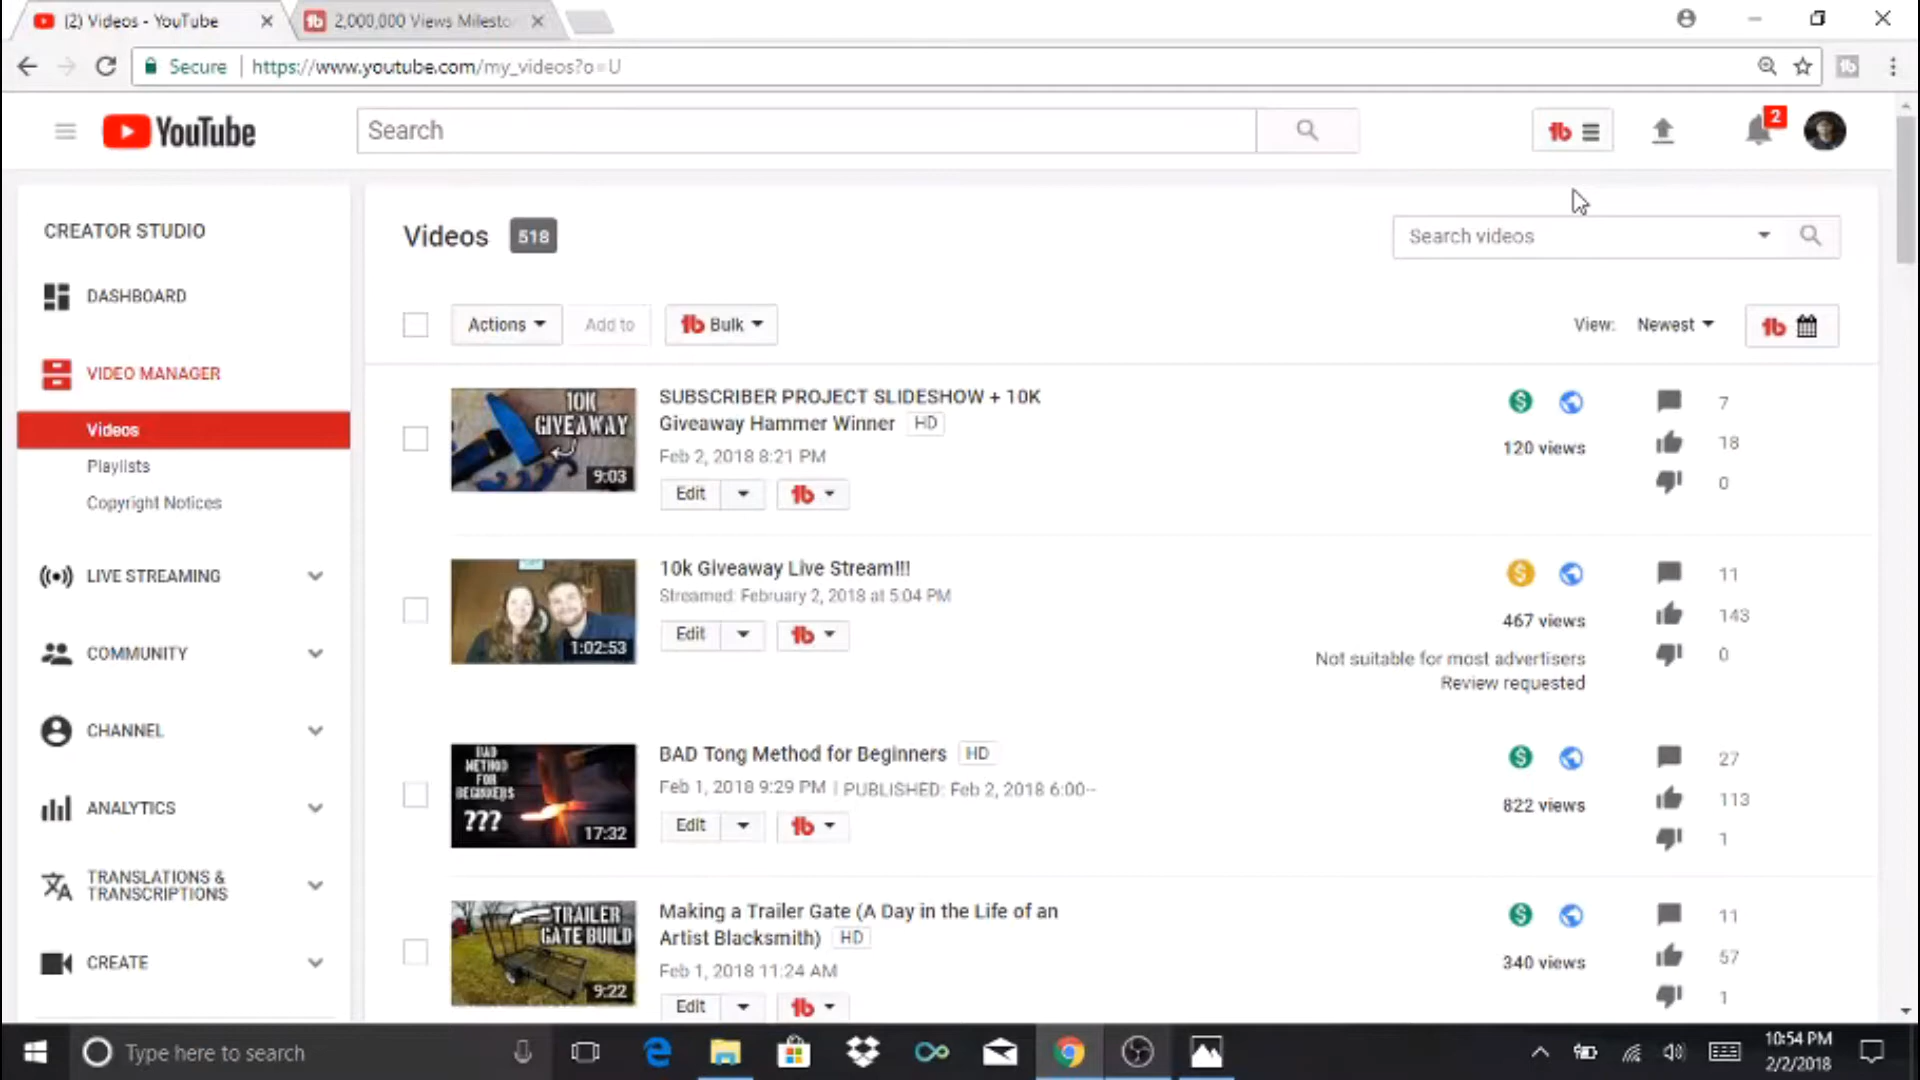 (2) Videos - YouTube
2,000,000 Views Milesto
Secure
https://www.youtube.com/my_videos?o=U
YouTube
Search
2
CREATOR STUDIO
DASHBOARD
VIDEO MANAGER
Videos
Playlists
Copyright Notices
LIVE STREAMING
COMMUNITY
CHANNEL
ANALYTICS
TRANSLATIONS &
TRANSCRIPTIONS
CREATE
Videos 518
Search videos
Actions
Add to
Bulk
View: Newest
10K
GIVEAWAY
9:03
SUBSCRIBER PROJECT SLIDESHOW + 10K
Giveaway Hammer Winner HD
Feb 2, 2018 8:21 PM
Edit
120 views
7
18
0
1:02:53
10k Giveaway Live Stream!!!
Streamed: February 2, 2018 at 5:04 PM
Edit
467 views
Not suitable for most advertisers
Review requested
11
143
0
BAD
METHOD
FOR
BEGINNERS
???
17:32
BAD Tong Method for Beginners HD
Feb 1, 2018 9:29 PM | PUBLISHED: Feb 2, 2018 6:00--
Edit
822 views
27
113
1
TRAILER
GATE BUILD
9:22
Making a Trailer Gate (A Day in the Life of an
Artist Blacksmith) HD
Feb 1, 2018 11:24 AM
Edit
340 views
11
57
1
Type here to search
10:54 PM
2/2/2018